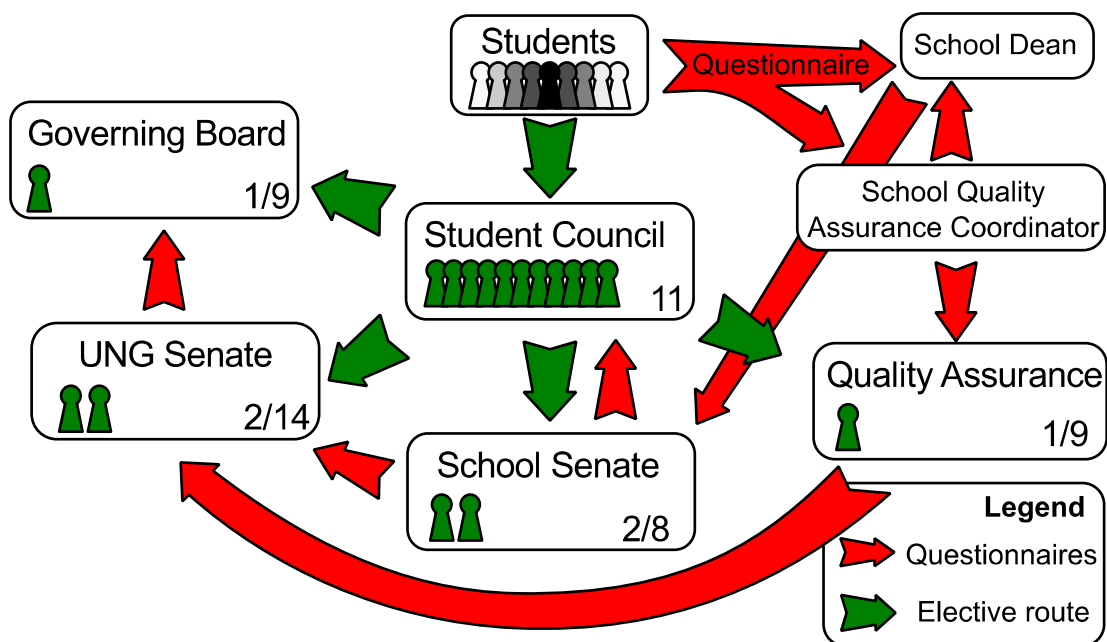 Students
Questionnaire
School Dean
Governing Board
1/9
School Quality
Assurance Coordinator
Student Council
11
UNG Senate
2/14
Quality Assurance
1/9
School Senate
2/8
Legend
Questionnaires
Elective route